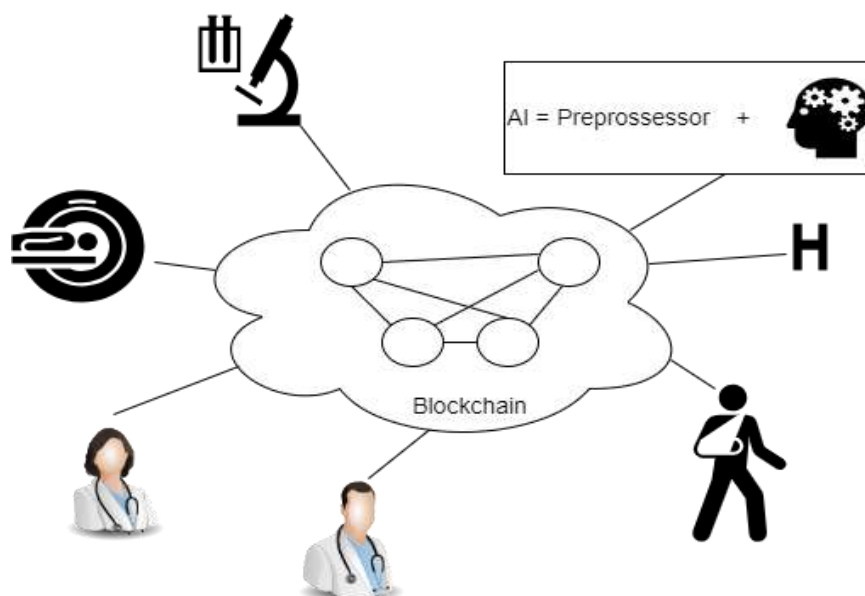 AI = Preprossessor +
H
Blockchain